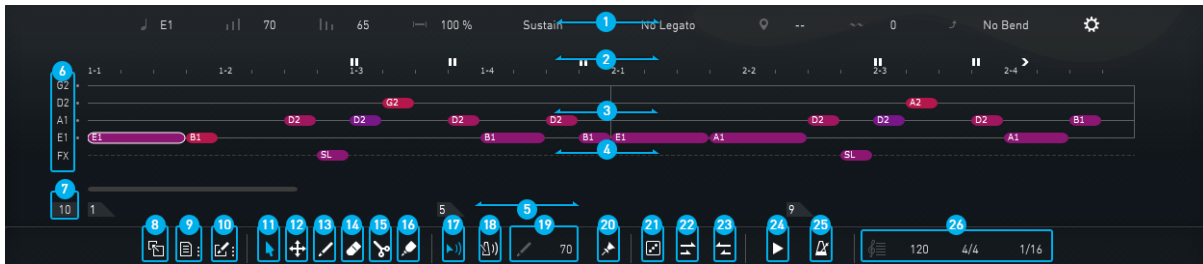 E1 70 65 100 % Sustain 1 No Legato -- 0 No Bend
6 2
1-1 1-2 1-3 1-4 2-1 2-2 2-3 2-4
G2
D2 G2 3 A2
A1 D2 D2 D2 D2 D2 D2 D2 B1
E1 E1 B1 B1 B1 E1 A1 A1
FX SL 4 SL
7
10 1 5 5 9
8 9 10 11 12 13 14 15 16 17 18 19 20 21 22 23 24 25 26
70 120 4/4 1/16